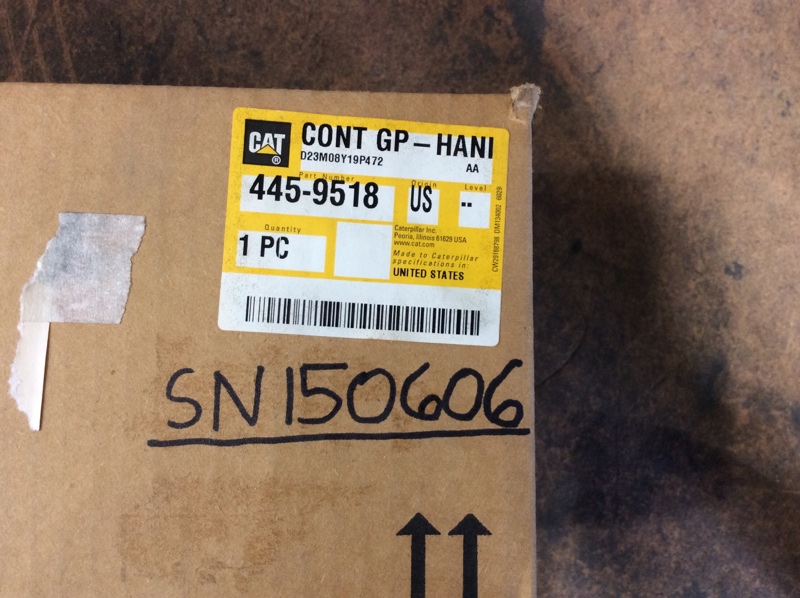 CAT
®
CONT GP-HANI
D23M08Y19P472
AA
Part Number
445-9518
Origin
US
Level
--
Quantity
1 PC
Caterpillar Inc.
Peoria, Illinois 61629 USA
www.cat.com
Made to Caterpillar
specifications in:
UNITED STATES
SN150606